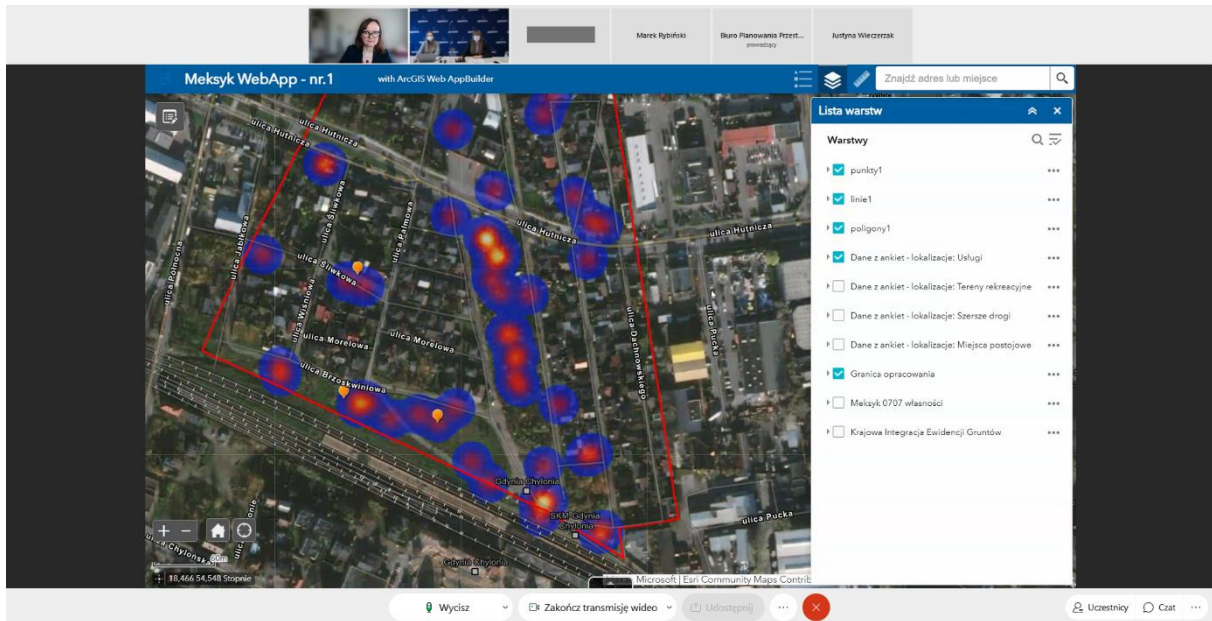 Marek Rybiński
Biuro Planowania Przest...
prowadzący
Justyna Wieczerzak
Meksyk WebApp - nr.1
with ArcGIS Web AppBuilder
Znajdź adres lub miejsce
Lista warstw
Warstwy
punkty1
linie1
poligony1
Dane z ankiet - lokalizacje: Usługi
Dane z ankiet - lokalizacje: Tereny rekreacyjne
Dane z ankiet - lokalizacje: Szersze drogi
Dane z ankiet - lokalizacje: Miejsca postojowe
Granica opracowania
Meksyk 0707 własności
Krajowa Integracja Ewidencji Gruntów
ulica Hutnicza
ulica Hutnicza
ulica Hutnicza
ulica Hutnicza
ulica Północna
ulica Jabłkowa
ulica Śliwkowa
ulica Palmowa
ulica Śliwkowa
ulica Wiśniowa
ulica Morelowa
ulica Morelowa
ulica Dachnowskiego
ulica Pucka
ulica Brzoskwiniowa
Gdynia Chylonia
SKM Gdynia
Chylonia
ulica Pucka
Gdynia Chylonia
60m
18,466 54,548 Stopnie
Microsoft | Esri Community Maps Contrib
Wycisz
Zakończ transmisję wideo
Udostępnij
Uczestnicy
Czat